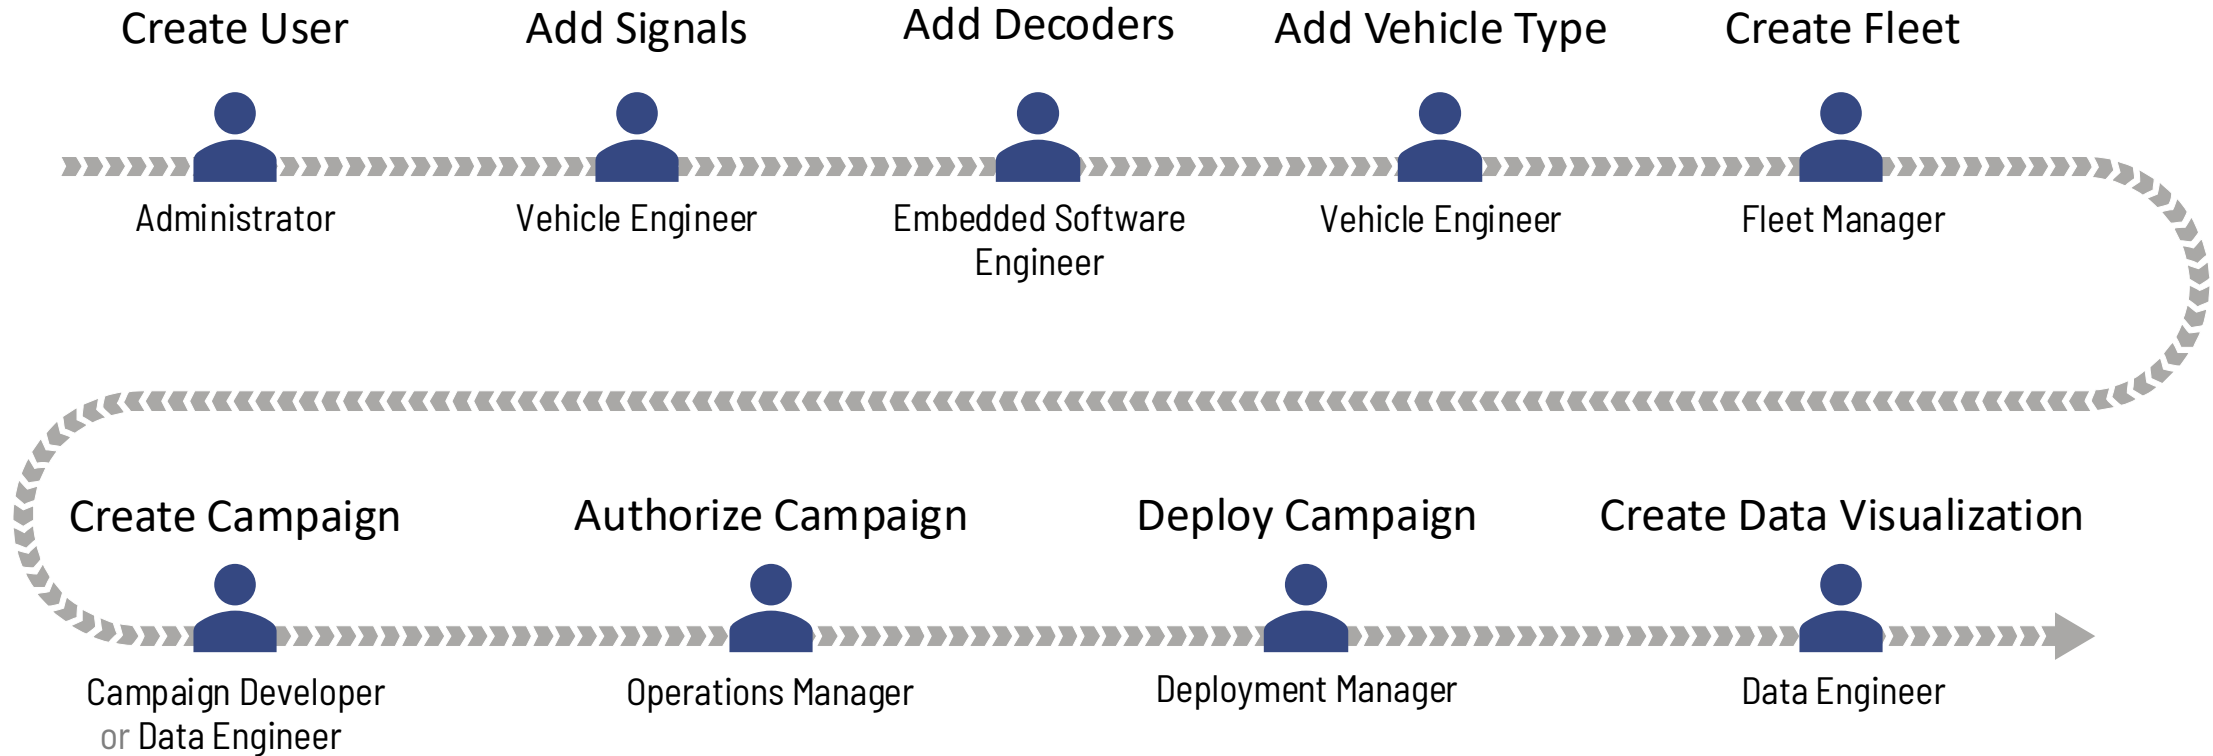 Create User
Administrator
Add Signals
Vehicle Engineer
Add Decoders
Embedded Software
Engineer
Add Vehicle Type
Vehicle Engineer
Create Fleet
Fleet Manager
Create Campaign
Campaign Developer
or Data Engineer
Authorize Campaign
Operations Manager
Deploy Campaign
Deployment Manager
Create Data Visualization
Data Engineer